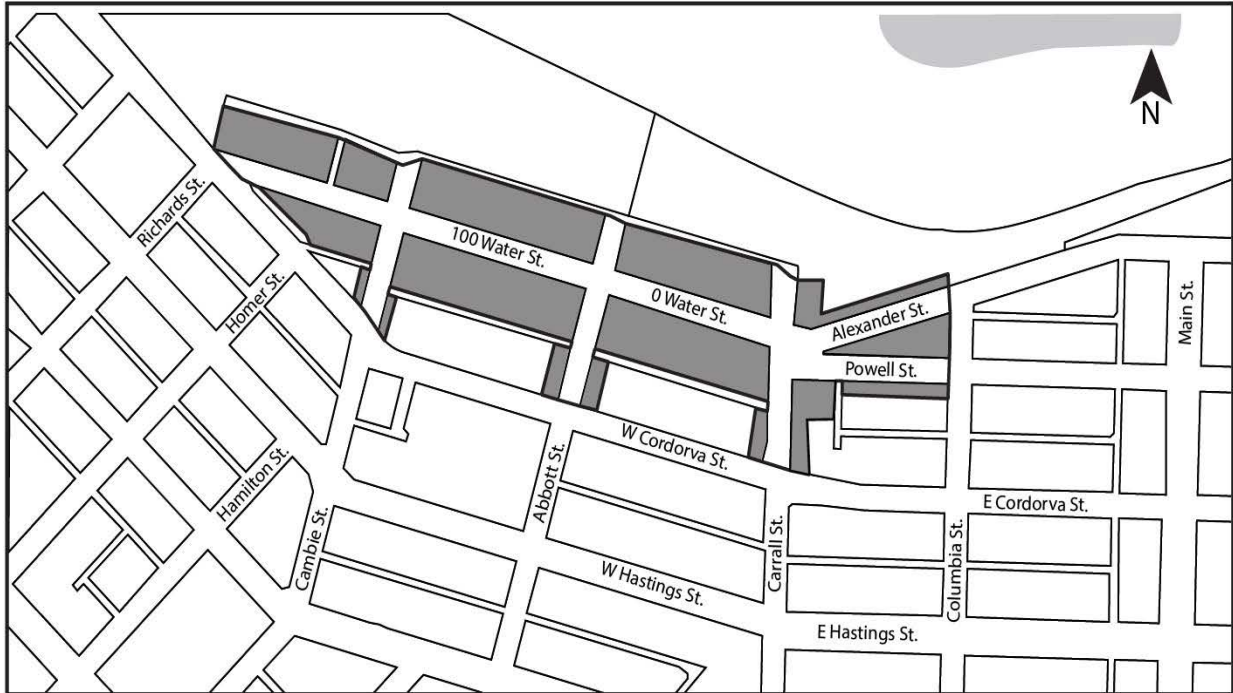 N
Richards St.
100 Water St.
Homer St.
0 Water St.
Alexander St.
Main St.
Powell St.
W Cordorva St.
Hamilton St.
Abbott St.
E Cordorva St.
Cambie St.
Carrall St.
Columbia St.
W Hastings St.
E Hastings St.